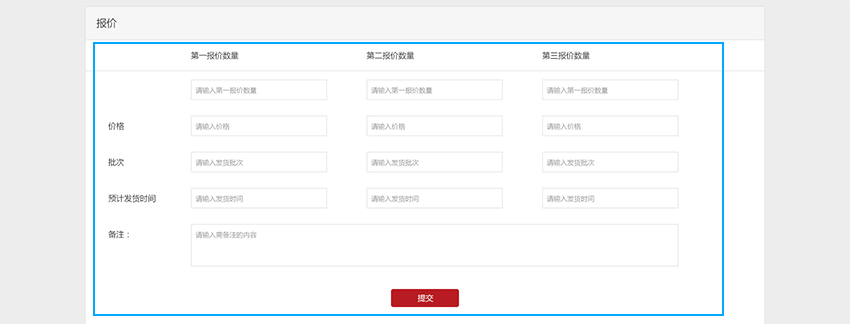 报价
第一报价数量 第二报价数量 第三报价数量
请输入第一报价数量 请输入第一报价数量 请输入第一报价数量
价格 请输入价格 请输入价格 请输入价格
批次 请输入发货批次 请输入发货批次 请输入发货批次
预计发货时间 请输入发货时间 请输入发货时间 请输入发货时间
备注： 请输入需备注的内容
提交